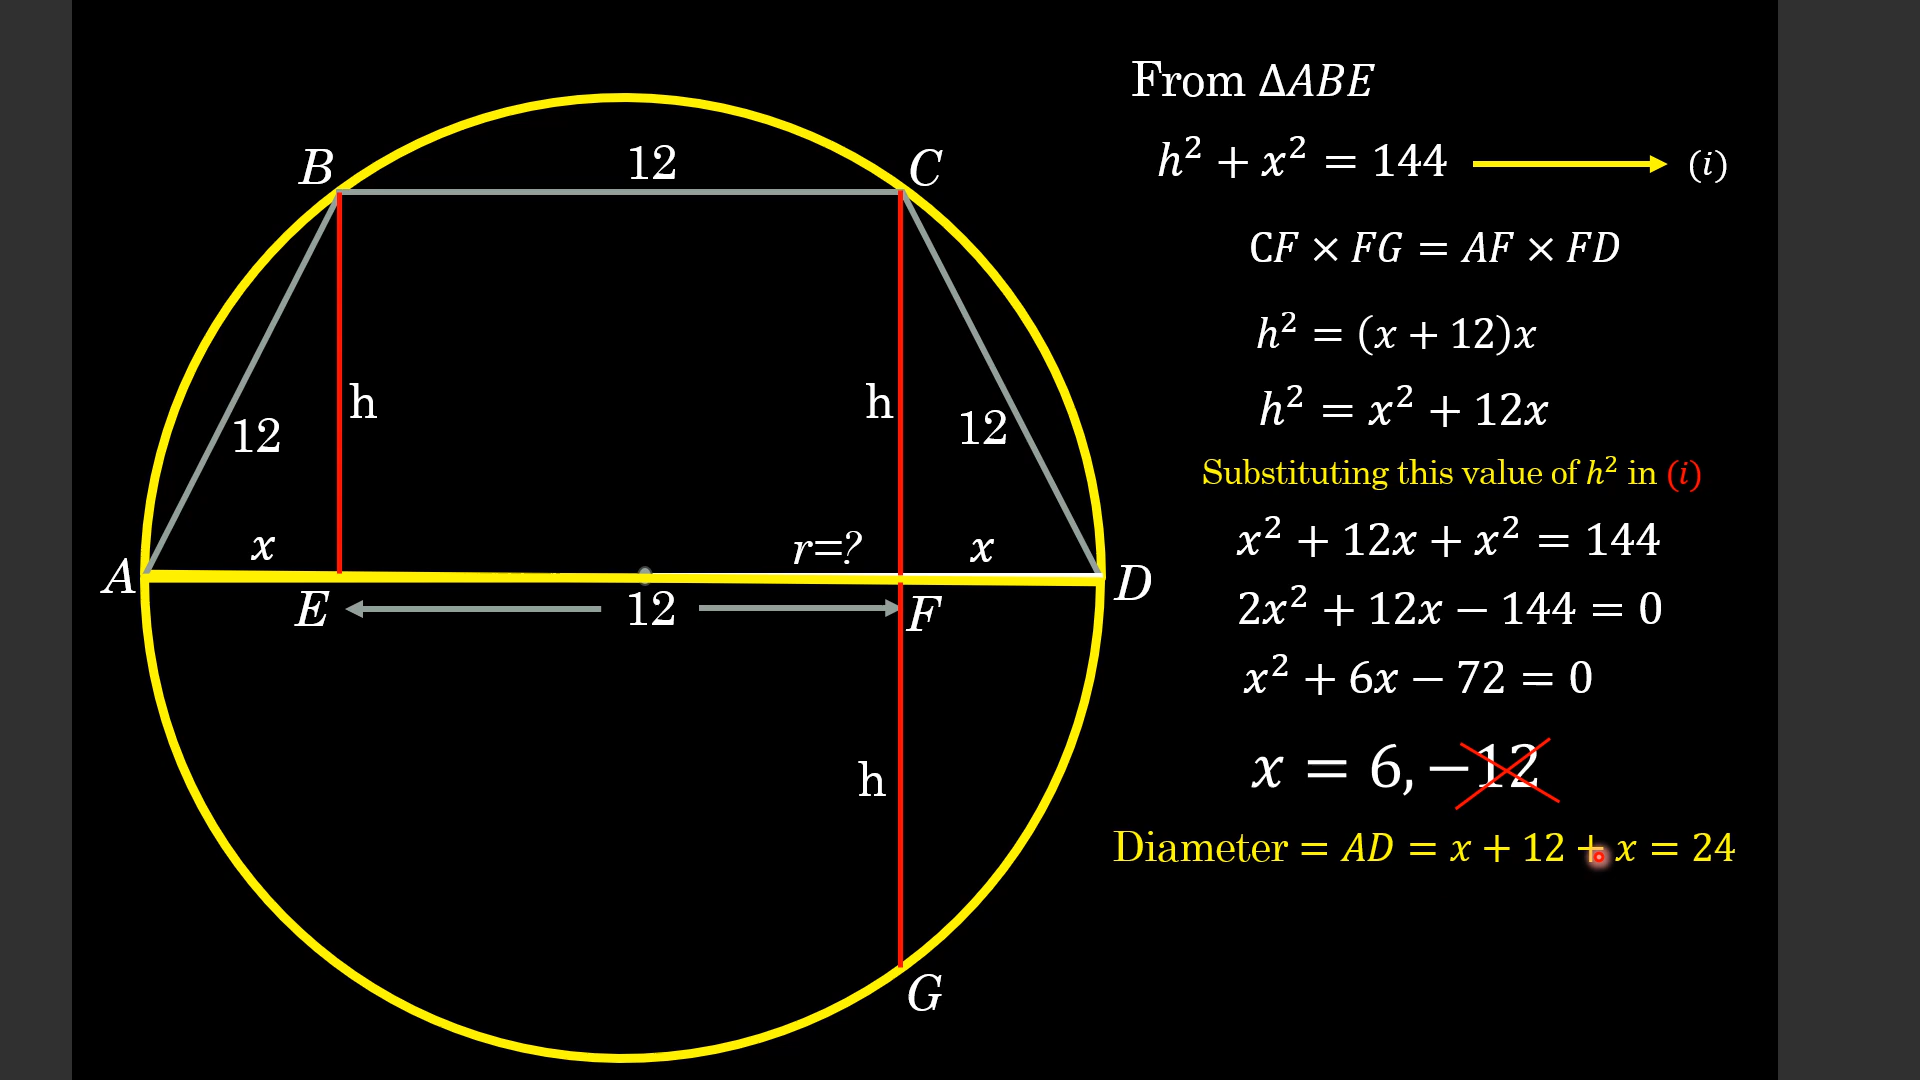 From ΔABE
h² + x² = 144 (i)
CF × FG = AF × FD
h² = (x + 12)x
h² = x² + 12x
Substituting this value of h² in (i)
x² + 12x + x² = 144
2x² + 12x − 144 = 0
x² + 6x − 72 = 0
x = 6, −12
Diameter = AD = x + 12 + x = 24
B 12 C
h h
12 12
x r=? x
A D
E 12 F
h
G